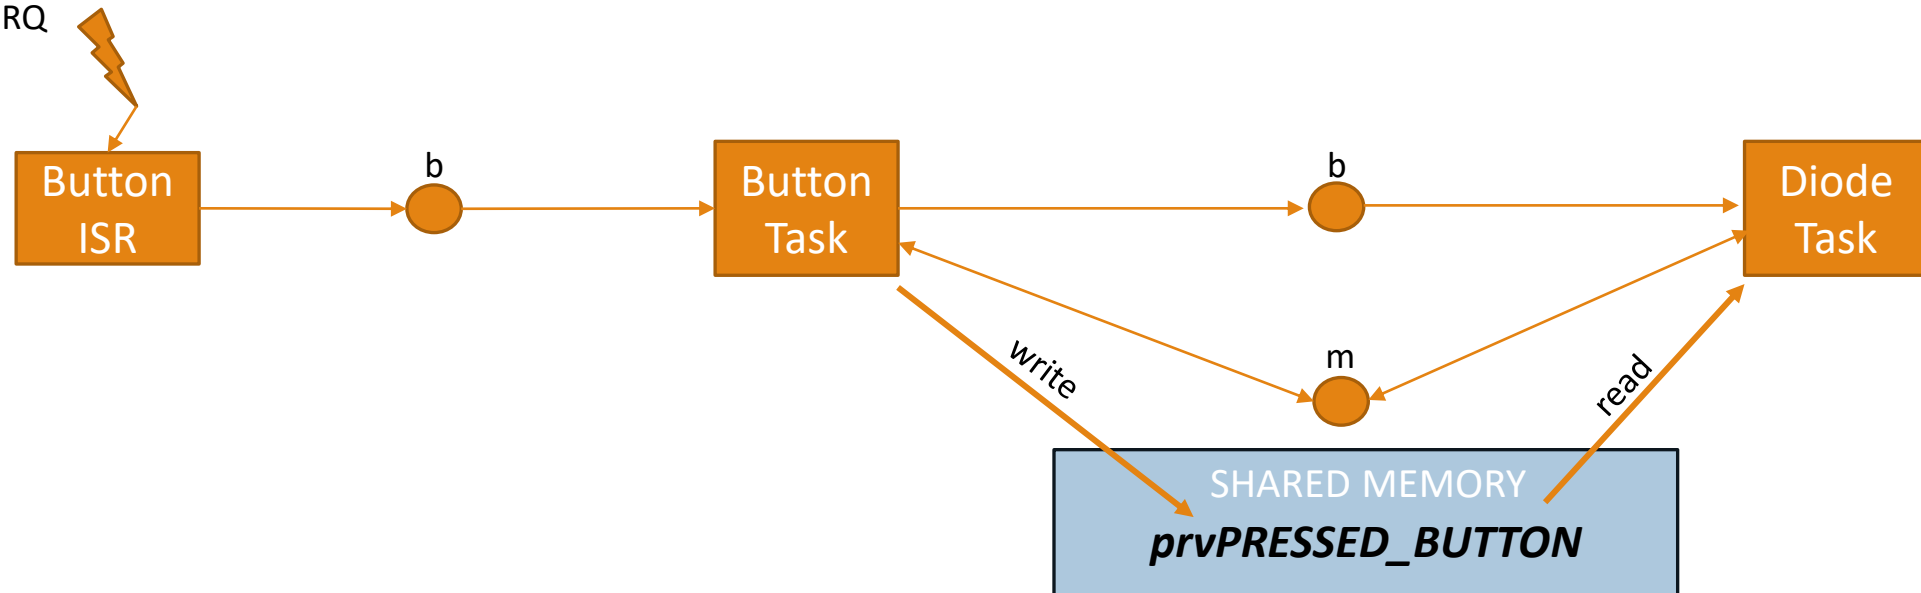 RQ
Button
ISR
b
Button
Task
b
Diode
Task
m
write
read
SHARED MEMORY
prvPRESSED_BUTTON